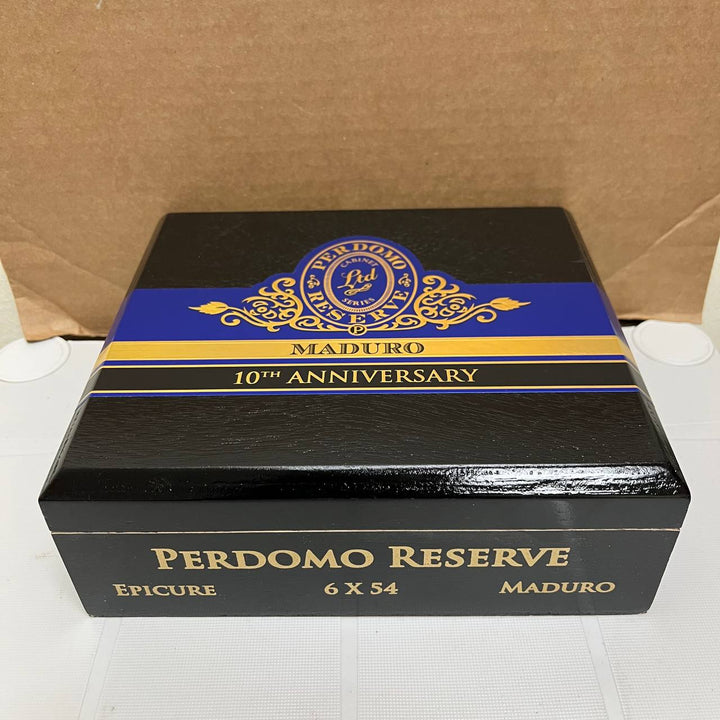 PERDOMO
CABINET
Ltd
SERIES
RESERVE
P
MADURO
10TH ANNIVERSARY
PERDOMO RESERVE
EPICURE 6 X 54 MADURO